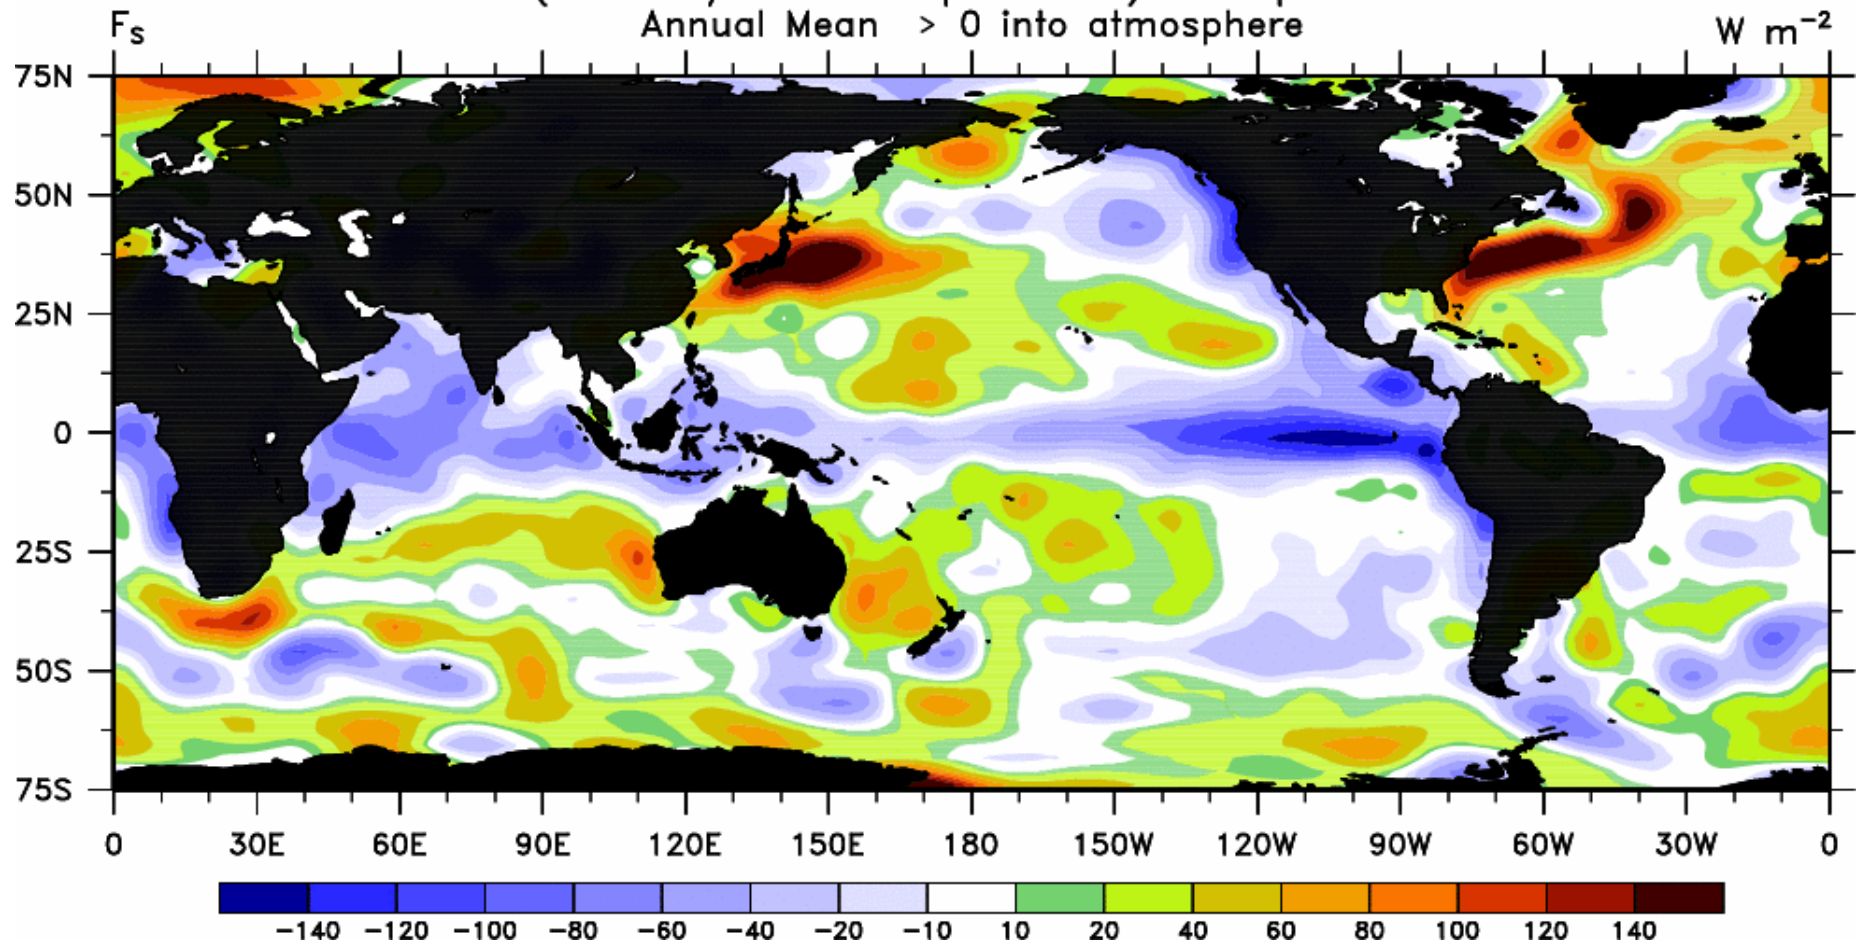 Fs Annual Mean > 0 into atmosphere W m−2
75N
50N
25N
0
25S
50S
75S
0 30E 60E 90E 120E 150E 180 150W 120W 90W 60W 30W 0
−140 −120 −100 −80 −60 −40 −20 −10 10 20 40 60 80 100 120 140